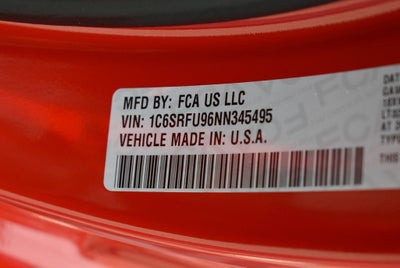 MFD BY: FCA US LLC
VIN: 1C6SRFU96NN345495
VEHICLE MADE IN: U.S.A.